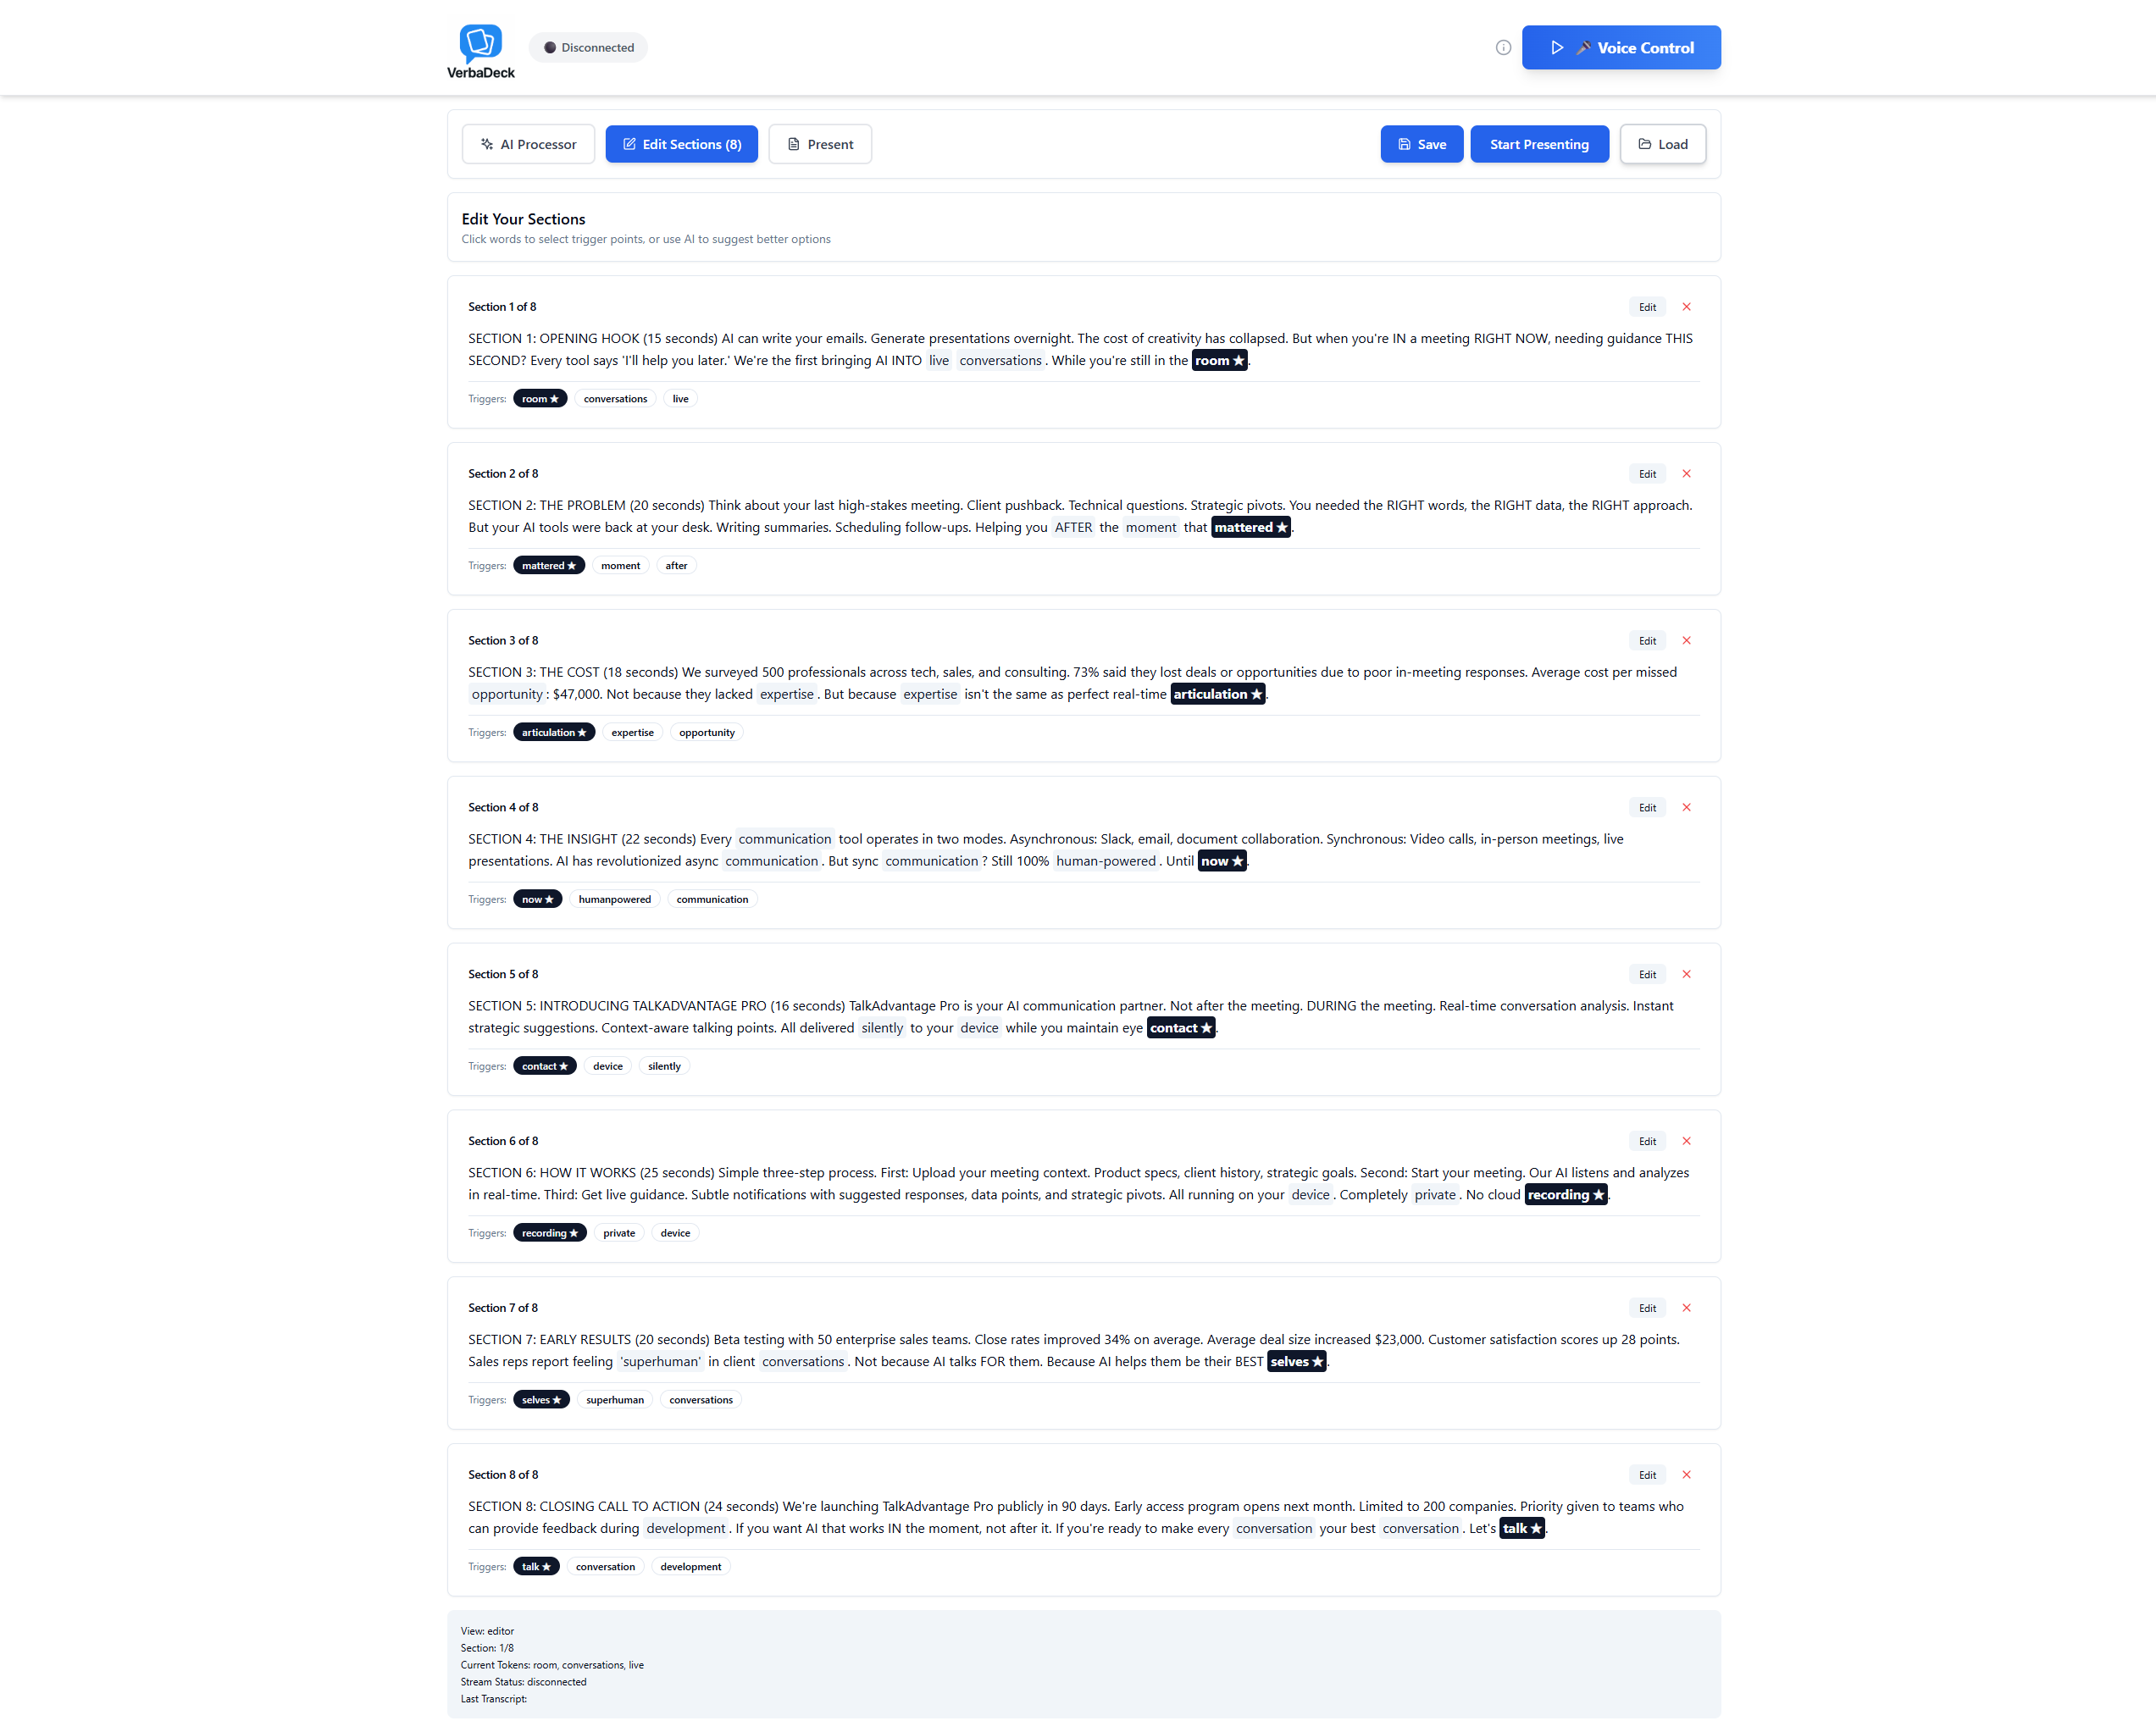 VerbaDeck
Disconnected
Voice Control
AI Processor
Edit Sections (8)
Present
Save
Start Presenting
Load
Edit Your Sections
Click words to select trigger points, or use AI to suggest better options
Section 1 of 8
Edit
SECTION 1: OPENING HOOK (15 seconds) AI can write your emails. Generate presentations overnight. The cost of creativity has collapsed. But when you're IN a meeting RIGHT NOW, needing guidance THIS
SECOND? Every tool says 'I'll help you later.' We're the first bringing AI INTO live conversations. While you're still in the room ★.
Triggers: room ★ conversations live
Section 2 of 8
Edit
SECTION 2: THE PROBLEM (20 seconds) Think about your last high-stakes meeting. Client pushback. Technical questions. Strategic pivots. You needed the RIGHT words, the RIGHT data, the RIGHT approach.
But your AI tools were back at your desk. Writing summaries. Scheduling follow-ups. Helping you AFTER the moment that mattered ★.
Triggers: mattered ★ moment after
Section 3 of 8
Edit
SECTION 3: THE COST (18 seconds) We surveyed 500 professionals across tech, sales, and consulting. 73% said they lost deals or opportunities due to poor in-meeting responses. Average cost per missed
opportunity: $47,000. Not because they lacked expertise. But because expertise isn't the same as perfect real-time articulation ★.
Triggers: articulation ★ expertise opportunity
Section 4 of 8
Edit
SECTION 4: THE INSIGHT (22 seconds) Every communication tool operates in two modes. Asynchronous: Slack, email, document collaboration. Synchronous: Video calls, in-person meetings, live
presentations. AI has revolutionized async communication. But sync communication? Still 100% human-powered. Until now ★.
Triggers: now ★ humanpowered communication
Section 5 of 8
Edit
SECTION 5: INTRODUCING TALKADVANTAGE PRO (16 seconds) TalkAdvantage Pro is your AI communication partner. Not after the meeting. DURING the meeting. Real-time conversation analysis. Instant
strategic suggestions. Context-aware talking points. All delivered silently to your device while you maintain eye contact ★.
Triggers: contact ★ device silently
Section 6 of 8
Edit
SECTION 6: HOW IT WORKS (25 seconds) Simple three-step process. First: Upload your meeting context. Product specs, client history, strategic goals. Second: Start your meeting. Our AI listens and analyzes
in real-time. Third: Get live guidance. Subtle notifications with suggested responses, data points, and strategic pivots. All running on your device. Completely private. No cloud recording ★.
Triggers: recording ★ private device
Section 7 of 8
Edit
SECTION 7: EARLY RESULTS (20 seconds) Beta testing with 50 enterprise sales teams. Close rates improved 34% on average. Average deal size increased $23,000. Customer satisfaction scores up 28 points.
Sales reps report feeling 'superhuman' in client conversations. Not because AI talks FOR them. Because AI helps them be their BEST selves ★.
Triggers: selves ★ superhuman conversations
Section 8 of 8
Edit
SECTION 8: CLOSING CALL TO ACTION (24 seconds) We're launching TalkAdvantage Pro publicly in 90 days. Early access program opens next month. Limited to 200 companies. Priority given to teams who
can provide feedback during development. If you want AI that works IN the moment, not after it. If you're ready to make every conversation your best conversation. Let's talk ★.
Triggers: talk ★ conversation development
View: editor
Section: 1/8
Current Tokens: room, conversations, live
Stream Status: disconnected
Last Transcript: